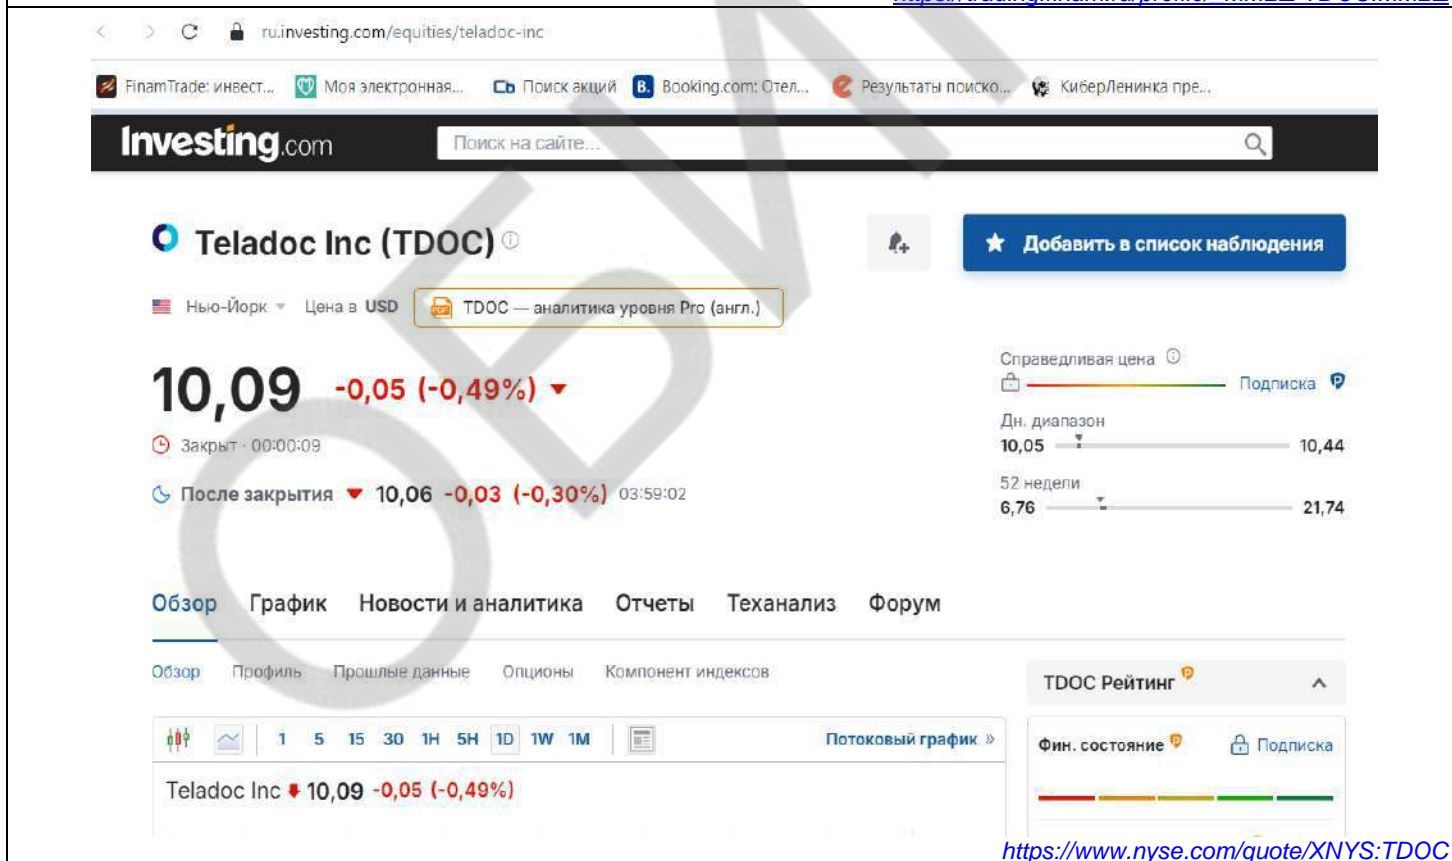 ru.investing.com/equities/teladoc-inc
FinamTrade: инвест... Моя электронная... Сь Поиск акций B. Booking.com: Отел... Результаты поиско... КиберЛенинка пре...
Investing.com Поиск на сайте...
Teladoc Inc (TDOC)
Добавить в список наблюдения
Нью-Йорк Цена в USD TDOC — аналитика уровня Pro (англ.)
10,09 -0,05 (-0,49%)
Закрыт · 00:00:09
После закрытия 10,06 -0,03 (-0,30%) 03:59:02
Справедливая цена
Подписка
Дн. диапазон
10,05 10,44
52 недели
6,76 21,74
Обзор График Новости и аналитика Отчеты Теханализ Форум
Обзор Профиль Прошлые данные Опционы Компонент индексов
TDOC Рейтинг
1 5 15 30 1H 5H 1D 1W 1M Потоковый график »
Фин. состояние Подписка
Teladoc Inc 10,09 -0,05 (-0,49%)
https://www.nyse.com/quote/XNYS:TDOC